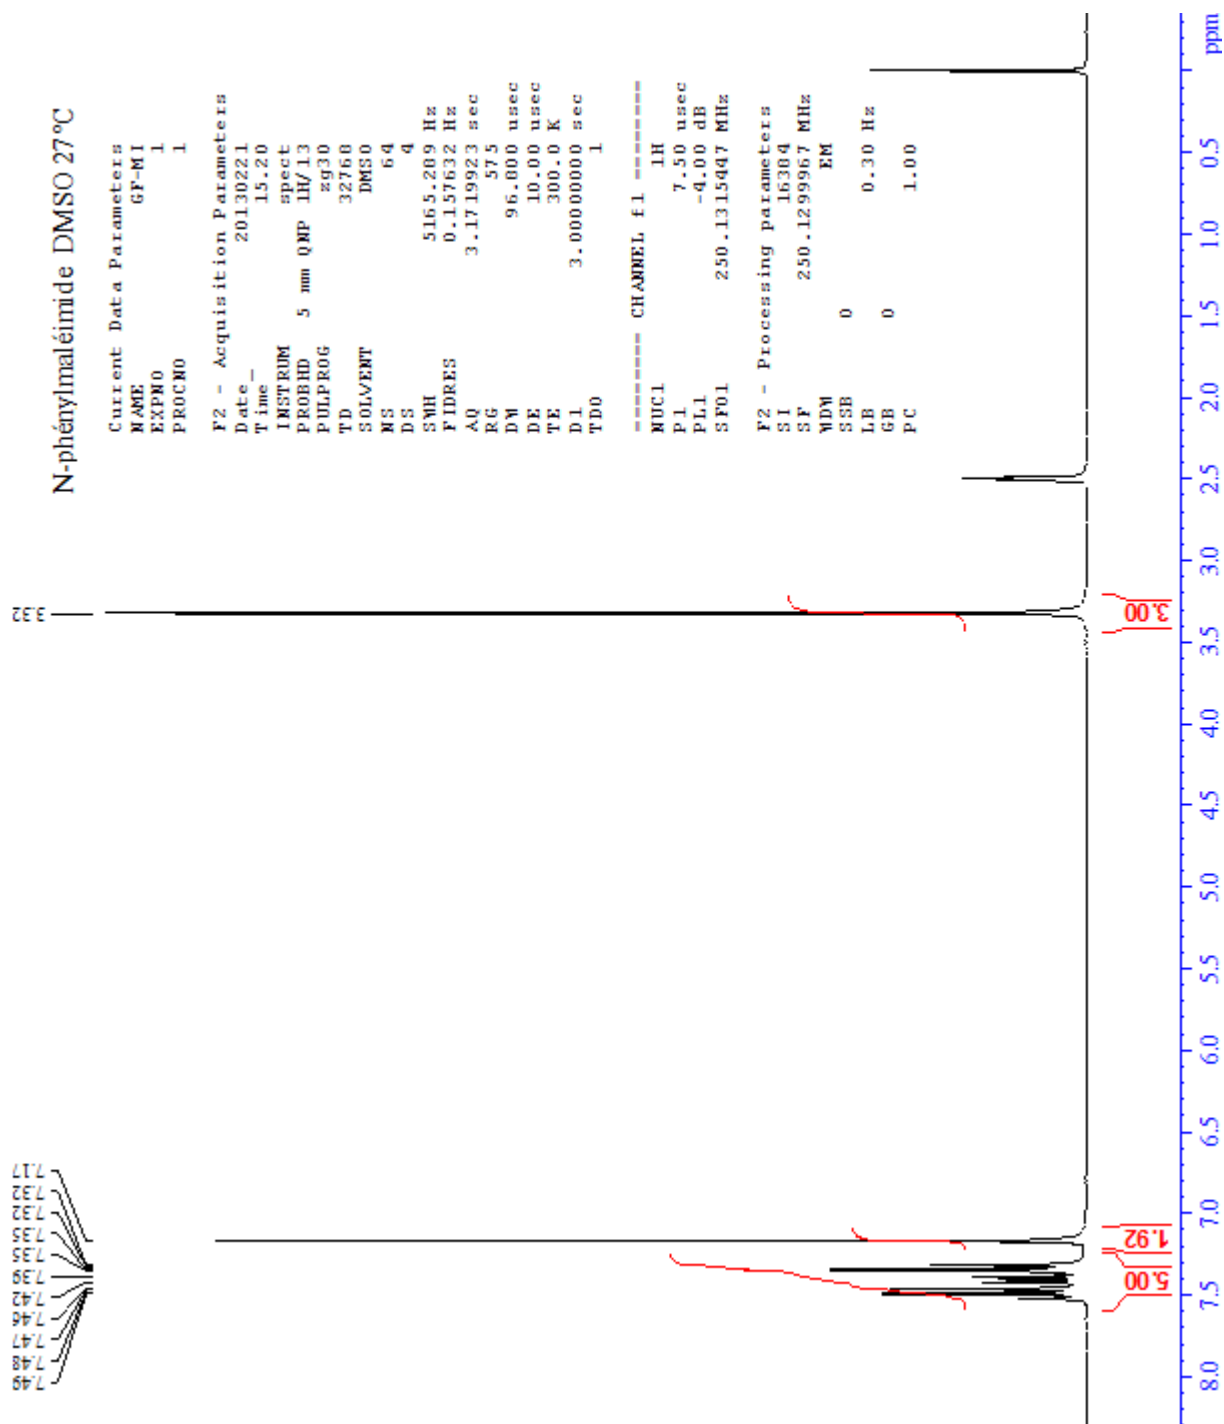 N-phénylmaléimide DMSO 27°C
Current Data Parameters
NAME GF-MI
EXPNO 1
PROCNO 1
F2 - Acquisition Parameters
Date_ 20130221
Time 15.20
INSTRUM spect
PROBHD 5 mm QNP 1H/13
PULPROG zg30
TD 32768
SOLVENT DMSO
NS 64
DS 4
SWH 5165.289 Hz
FIDRES 0.157632 Hz
AQ 3.1719923 sec
RG 575
DW 96.800 usec
DE 10.00 usec
TE 300.0 K
D1 3.00000000 sec
TD0 1
======== CHANNEL f1 ========
NUC1 1H
P1 7.50 usec
PL1 -4.00 dB
SFO1 250.1315447 MHz
F2 - Processing parameters
SI 16384
SF 250.1299967 MHz
WDW EM
SSB 0
LB 0.30 Hz
GB 0
PC 1.00
7.49
7.48
7.47
7.46
7.42
7.39
7.35
7.35
7.32
7.32
7.17
3.32
5.00
1.92
3.00
8.0 7.5 7.0 6.5 6.0 5.5 5.0 4.5 4.0 3.5 3.0 2.5 2.0 1.5 1.0 0.5 ppm